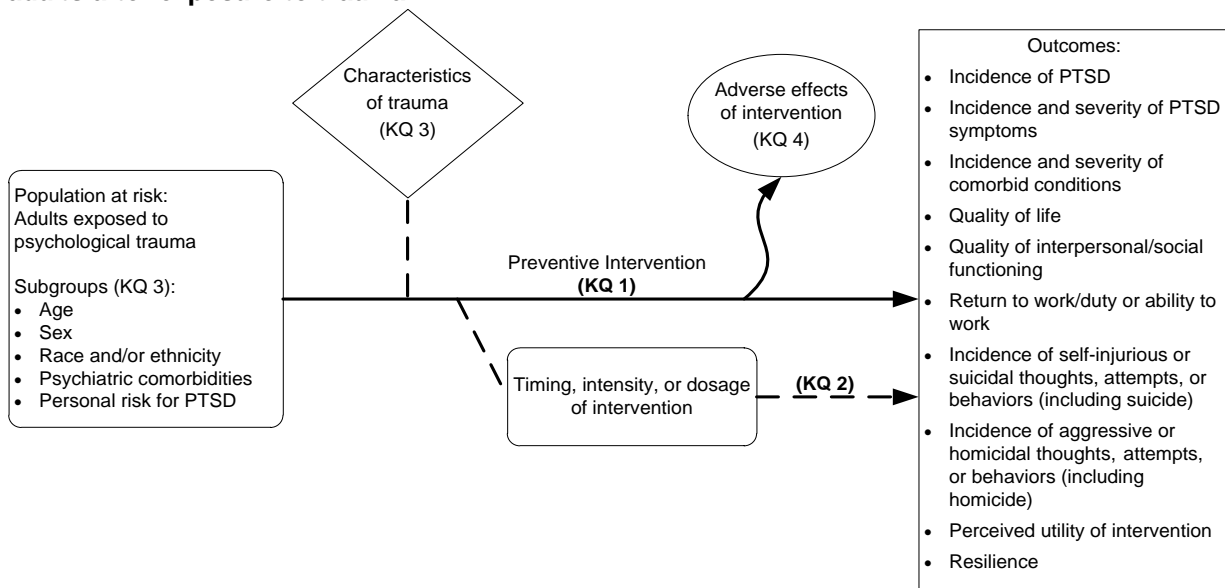 Characteristics
of trauma
(KQ 3)
Adverse effects
of intervention
(KQ 4)
Population at risk:
Adults exposed to
psychological trauma
Subgroups (KQ 3):
• Age
• Sex
• Race and/or ethnicity
• Psychiatric comorbidities
• Personal risk for PTSD
Preventive Intervention
(KQ 1)
Timing, intensity, or dosage
of intervention
(KQ 2)
Outcomes:
• Incidence of PTSD
• Incidence and severity of PTSD
symptoms
• Incidence and severity of
comorbid conditions
• Quality of life
• Quality of interpersonal/social
functioning
• Return to work/duty or ability to
work
• Incidence of self-injurious or
suicidal thoughts, attempts, or
behaviors (including suicide)
• Incidence of aggressive or
homicidal thoughts, attempts,
or behaviors (including
homicide)
• Perceived utility of intervention
• Resilience